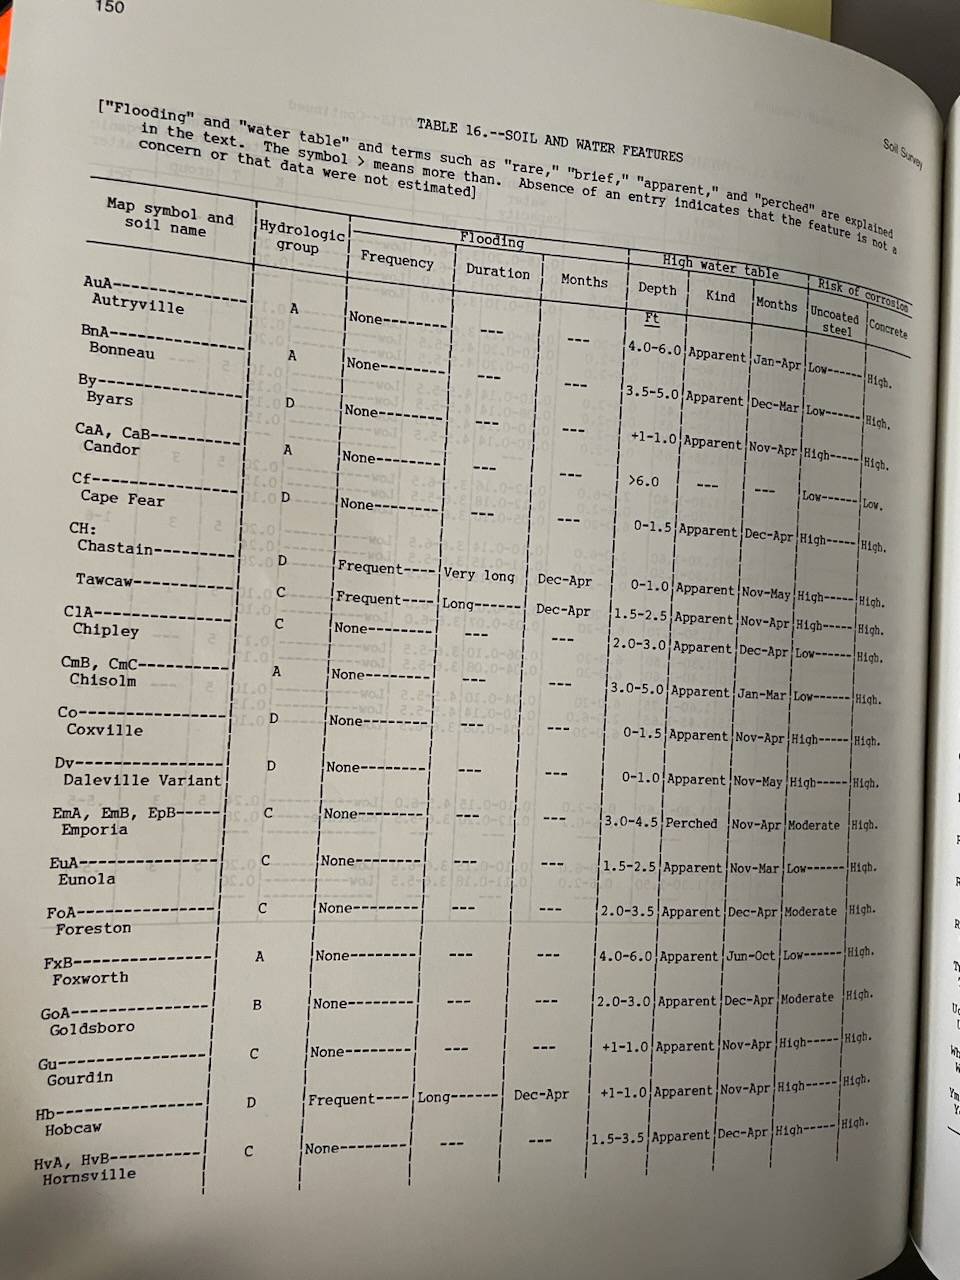 150
Soil Survey
TABLE 16.--SOIL AND WATER FEATURES
["Flooding" and "water table" and terms such as "rare," "brief," "apparent," and "perched" are explained
in the text. The symbol > means more than. Absence of an entry indicates that the feature is not a
concern or that data were not estimated]
Map symbol and soil name | Hydrologic group | Flooding | High water table | Risk of corrosion
Frequency | Duration | Months | Depth | Kind | Months | Uncoated steel | Concrete
Ft
AuA---------------- A None-------- --- --- 4.0-6.0 Apparent Jan-Apr Low------ High.
Autryville
BnA---------------- A None-------- --- --- 3.5-5.0 Apparent Dec-Mar Low------ High.
Bonneau
By----------------- D None-------- --- --- +1-1.0 Apparent Nov-Apr High----- High.
Byars
CaA, CaB----------- A None-------- --- --- >6.0 --- --- Low------ Low.
Candor
Cf----------------- D None-------- --- --- 0-1.5 Apparent Dec-Apr High----- High.
Cape Fear
CH:
Chastain---------- D Frequent---- Very long Dec-Apr 0-1.0 Apparent Nov-May High----- High.
Tawcaw------------ C Frequent---- Long------ Dec-Apr 1.5-2.5 Apparent Nov-Apr High----- High.
ClA---------------- C None-------- --- --- 2.0-3.0 Apparent Dec-Apr Low------ High.
Chipley
CmB, CmC----------- A None-------- --- --- 3.0-5.0 Apparent Jan-Mar Low------ High.
Chisolm
Co----------------- D None-------- --- --- 0-1.5 Apparent Nov-Apr High----- High.
Coxville
Dv----------------- D None-------- --- --- 0-1.0 Apparent Nov-May High----- High.
Daleville Variant
EmA, EmB, EpB----- C None-------- --- --- 3.0-4.5 Perched Nov-Apr Moderate High.
Emporia
EuA---------------- C None-------- --- --- 1.5-2.5 Apparent Nov-Mar Low------ High.
Eunola
FoA---------------- C None-------- --- --- 2.0-3.5 Apparent Dec-Apr Moderate High.
Foreston
FxB---------------- A None-------- --- --- 4.0-6.0 Apparent Jun-Oct Low------ High.
Foxworth
GoA---------------- B None-------- --- --- 2.0-3.0 Apparent Dec-Apr Moderate High.
Goldsboro
Gu----------------- C None-------- --- --- +1-1.0 Apparent Nov-Apr High----- High.
Gourdin
Hb----------------- D Frequent---- Long------ Dec-Apr +1-1.0 Apparent Nov-Apr High----- High.
Hobcaw
HvA, HvB----------- C None-------- --- --- 1.5-3.5 Apparent Dec-Apr High----- High.
Hornsville